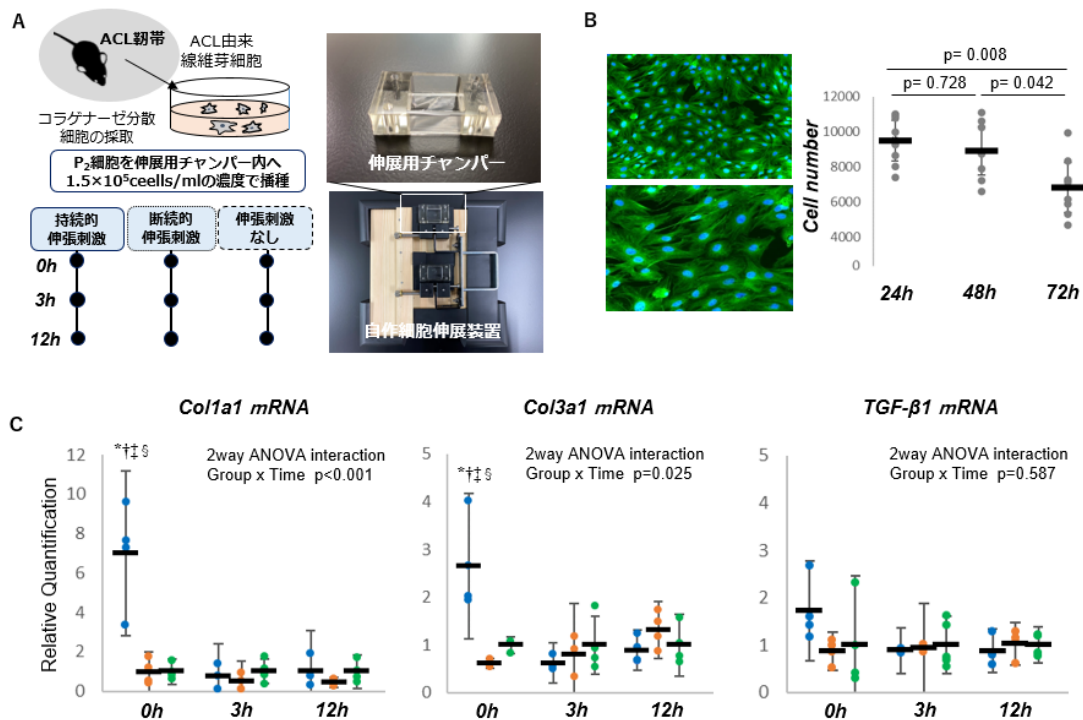 A
ACL靭帯
ACL由来
線維芽細胞
コラゲナーゼ分散
細胞の採取
P₂細胞を伸展用チャンパー内へ
1.5×10⁵ceells/mlの濃度で播種
持続的
伸張刺激
断続的
伸張刺激
伸張刺激
なし
0h
3h
12h
伸展用チャンパー
自作細胞伸展装置
B
p= 0.008
p= 0.728
p= 0.042
Cell number
12000
10000
8000
6000
4000
2000
0
24h
48h
72h
C
Col1a1 mRNA
*†‡§
2way ANOVA interaction
Group x Time p<0.001
Relative Quantification
12
10
8
6
4
2
0
0h
3h
12h
Col3a1 mRNA
*†‡§
2way ANOVA interaction
Group x Time p=0.025
5
4
3
2
1
0
0h
3h
12h
TGF-β1 mRNA
2way ANOVA interaction
Group x Time p=0.587
5
4
3
2
1
0
0h
3h
12h